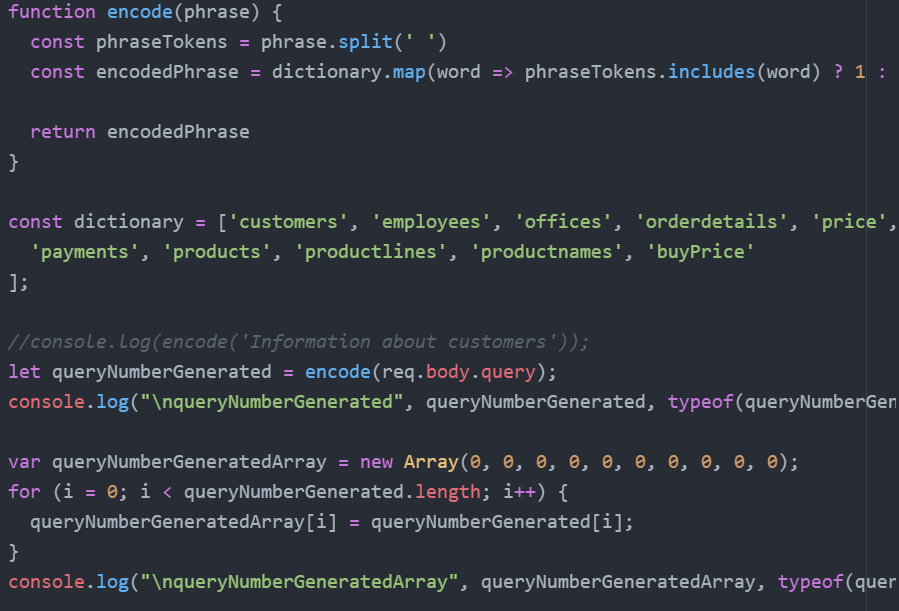 function encode(phrase) {
  const phraseTokens = phrase.split(' ')
  const encodedPhrase = dictionary.map(word => phraseTokens.includes(word) ? 1 :

  return encodedPhrase
}

const dictionary = ['customers', 'employees', 'offices', 'orderdetails', 'price',
  'payments', 'products', 'productlines', 'productnames', 'buyPrice'
];

//console.log(encode('Information about customers'));
let queryNumberGenerated = encode(req.body.query);
console.log("\nqueryNumberGenerated", queryNumberGenerated, typeof(queryNumberGen

var queryNumberGeneratedArray = new Array(0, 0, 0, 0, 0, 0, 0, 0, 0, 0);
for (i = 0; i < queryNumberGenerated.length; i++) {
  queryNumberGeneratedArray[i] = queryNumberGenerated[i];
}
console.log("\nqueryNumberGeneratedArray", queryNumberGeneratedArray, typeof(quer